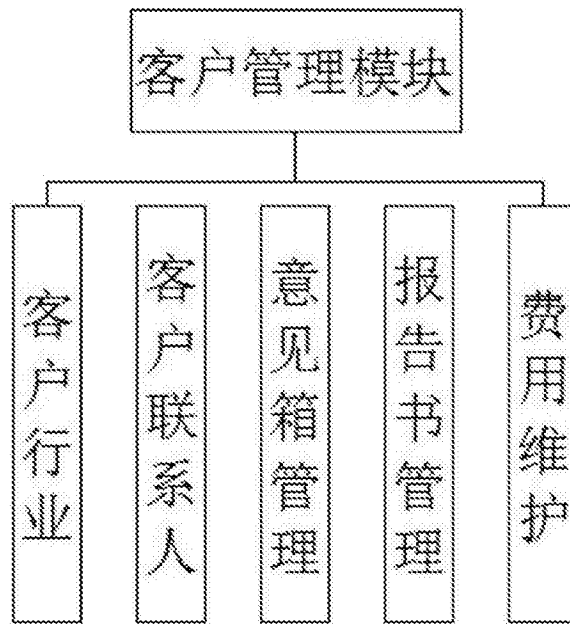 客户管理模块
客户行业
客户联系人
意见箱管理
报告书管理
费用维护